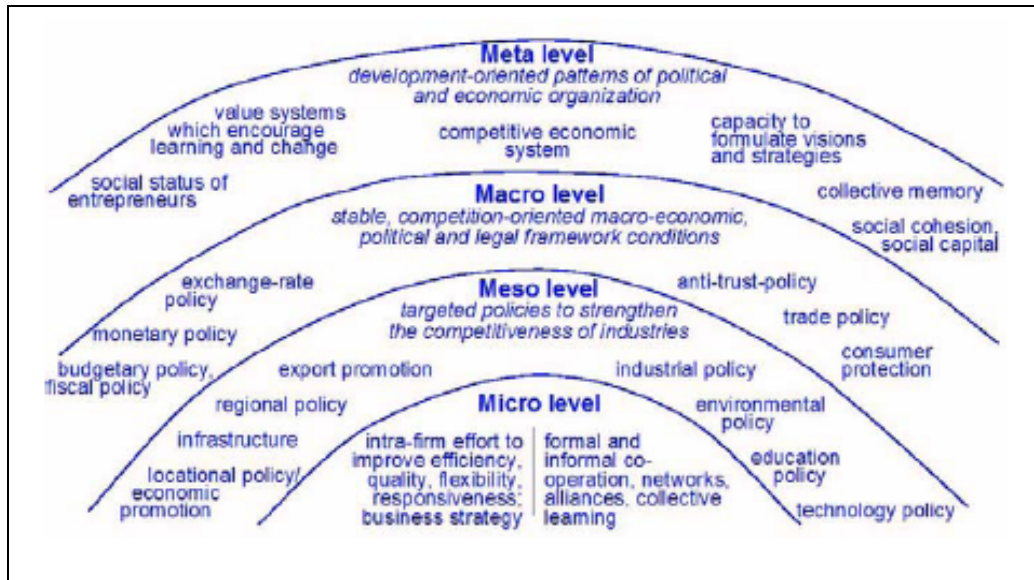 Meta level
development-oriented patterns of political
and economic organization
value systems
which encourage
learning and change
competitive economic
system
capacity to
formulate visions
and strategies
social status of
entrepreneurs
collective memory
social cohesion,
social capital
Macro level
stable, competition-oriented macro-economic,
political and legal framework conditions
exchange-rate
policy
monetary policy
budgetary policy,
fiscal policy
anti-trust-policy
trade policy
consumer
protection
Meso level
targeted policies to strengthen
the competitiveness of industries
export promotion
regional policy
infrastructure
locational policy/
economic
promotion
industrial policy
environmental
policy
education
policy
technology policy
Micro level
intra-firm effort to
improve efficiency,
quality, flexibility,
responsiveness;
business strategy
formal and
informal co-
operation, networks,
alliances, collective
learning